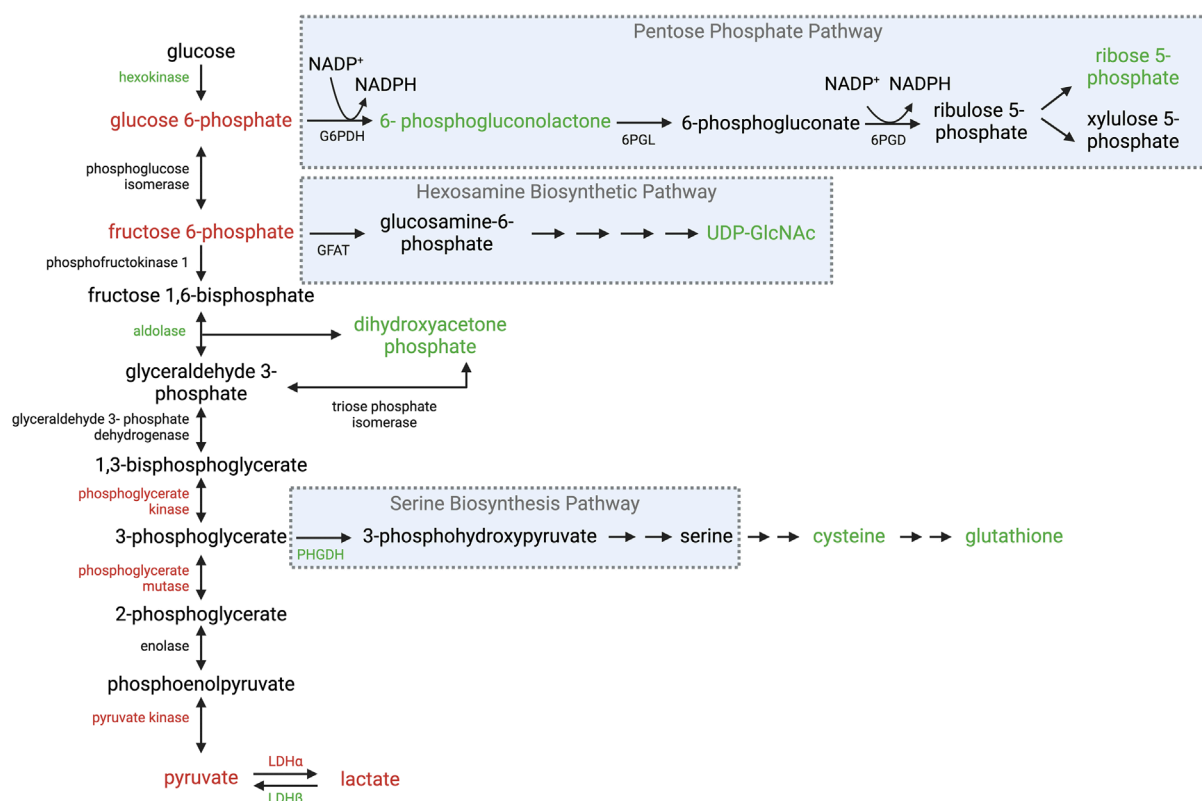 Pentose Phosphate Pathway
glucose
hexokinase
glucose 6-phosphate
NADP⁺
NADPH
G6PDH
6- phosphogluconolactone
6PGL
6-phosphogluconate
NADP⁺ NADPH
6PGD
ribulose 5-
phosphate
ribose 5-
phosphate
xylulose 5-
phosphate
phosphoglucose
isomerase
Hexosamine Biosynthetic Pathway
fructose 6-phosphate
GFAT
glucosamine-6-
phosphate
UDP-GlcNAc
phosphofructokinase 1
fructose 1,6-bisphosphate
aldolase
dihydroxyacetone
phosphate
glyceraldehyde 3-
phosphate
triose phosphate
isomerase
glyceraldehyde 3- phosphate
dehydrogenase
1,3-bisphosphoglycerate
phosphoglycerate
kinase
Serine Biosynthesis Pathway
3-phosphoglycerate
PHGDH
3-phosphohydroxypyruvate
serine
cysteine
glutathione
phosphoglycerate
mutase
2-phosphoglycerate
enolase
phosphoenolpyruvate
pyruvate kinase
pyruvate
LDHα
LDHβ
lactate